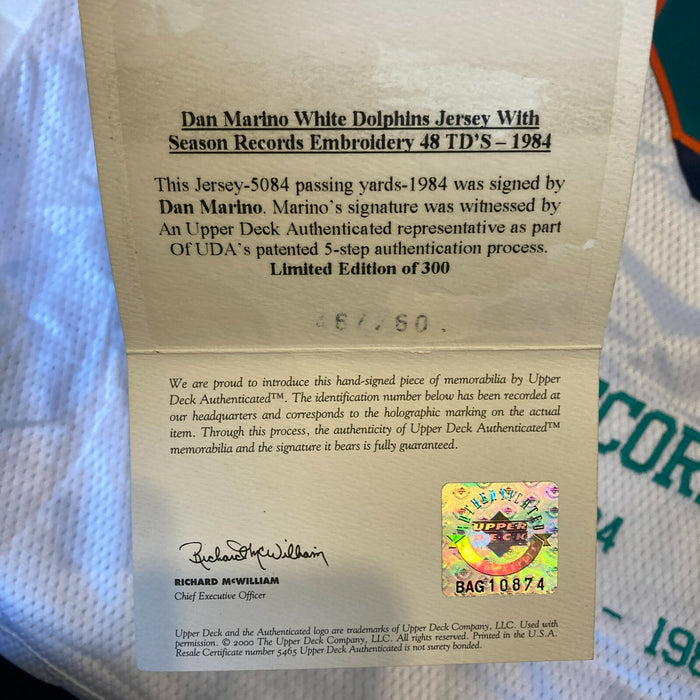 Dan Marino White Dolphins Jersey With
Season Records Embroidery 48 TD'S – 1984
This Jersey-5084 passing yards-1984 was signed by
Dan Marino. Marino's signature was witnessed by
An Upper Deck Authenticated representative as part
Of UDA's patented 5-step authentication process.
Limited Edition of 300
We are proud to introduce this hand-signed piece of memorabilia by Upper
Deck Authenticated™. The identification number below has been recorded at
our headquarters and corresponds to the holographic marking on the actual
item. Through this process, the authenticity of Upper Deck Authenticated™
memorabilia and the signature it bears is fully guaranteed.
Richard McWilliam
RICHARD McWILLIAM
Chief Executive Officer
AUTHENTICATED
UPPER
DECK
BAG10874
Upper Deck and the Authenticated logo are trademarks of Upper Deck Company, LLC. Used with
permission. © 2000 The Upper Deck Company, LLC. All rights reserved. Printed in the U.S.A.
Resale Certificate number 5465 Upper Deck Authenticated is not surety bonded.
COR
4
- 198